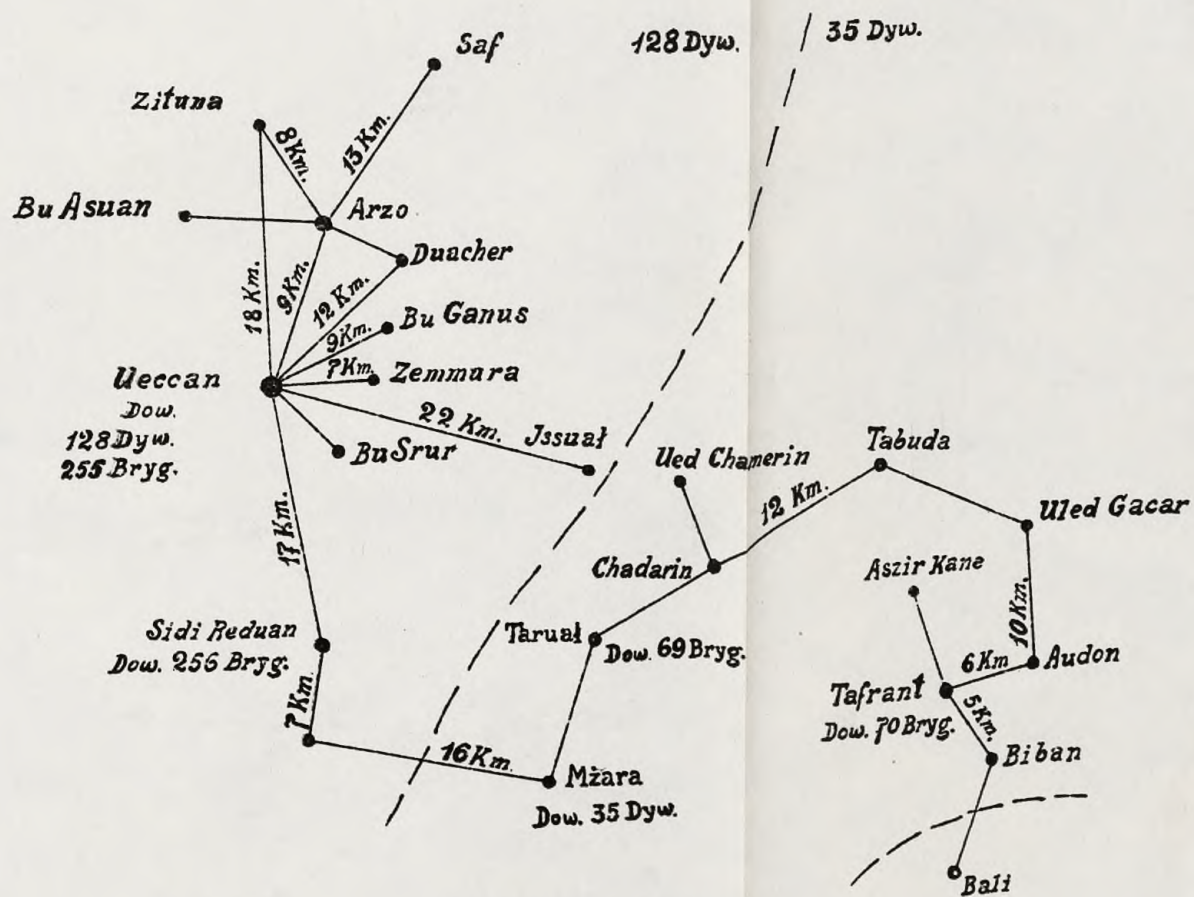 128 Dyw.
35 Dyw.
Saf
Zituna
8 Km.
13 Km.
Bu Asuan
Arzo
Duacher
18 Km.
9 Km.
12 Km.
Bu Ganus
9 Km.
Zemmura
7 Km.
Ueccan
Dow.
128 Dyw.
255 Bryg.
22 Km.
Jssuał
Bu Srur
Ued Chamerin
Tabuda
12 Km.
Uled Gacar
17 Km.
Chadarin
Aszir Kane
10 Km.
Sidi Reduan
Dow. 256 Bryg.
Taruał
Dow. 69 Bryg.
6 Km
Audon
Tafrant
Dow. 70 Bryg.
5 Km.
7 Km.
Biban
16 Km.
Mżara
Dow. 35 Dyw.
Bali